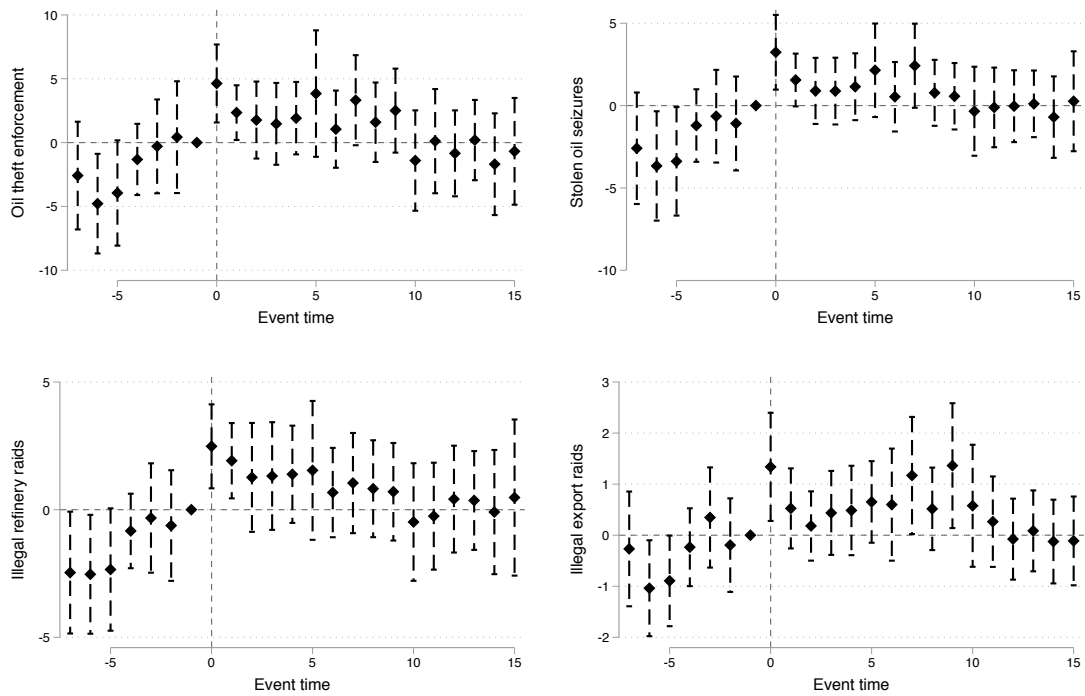 10
5
0
-5
-10
Oil theft enforcement
-5 0 5 10 15
Event time
5
0
-5
-10
Stolen oil seizures
-5 0 5 10 15
Event time
5
0
-5
Illegal refinery raids
-5 0 5 10 15
Event time
3
2
1
0
-1
-2
Illegal export raids
-5 0 5 10 15
Event time